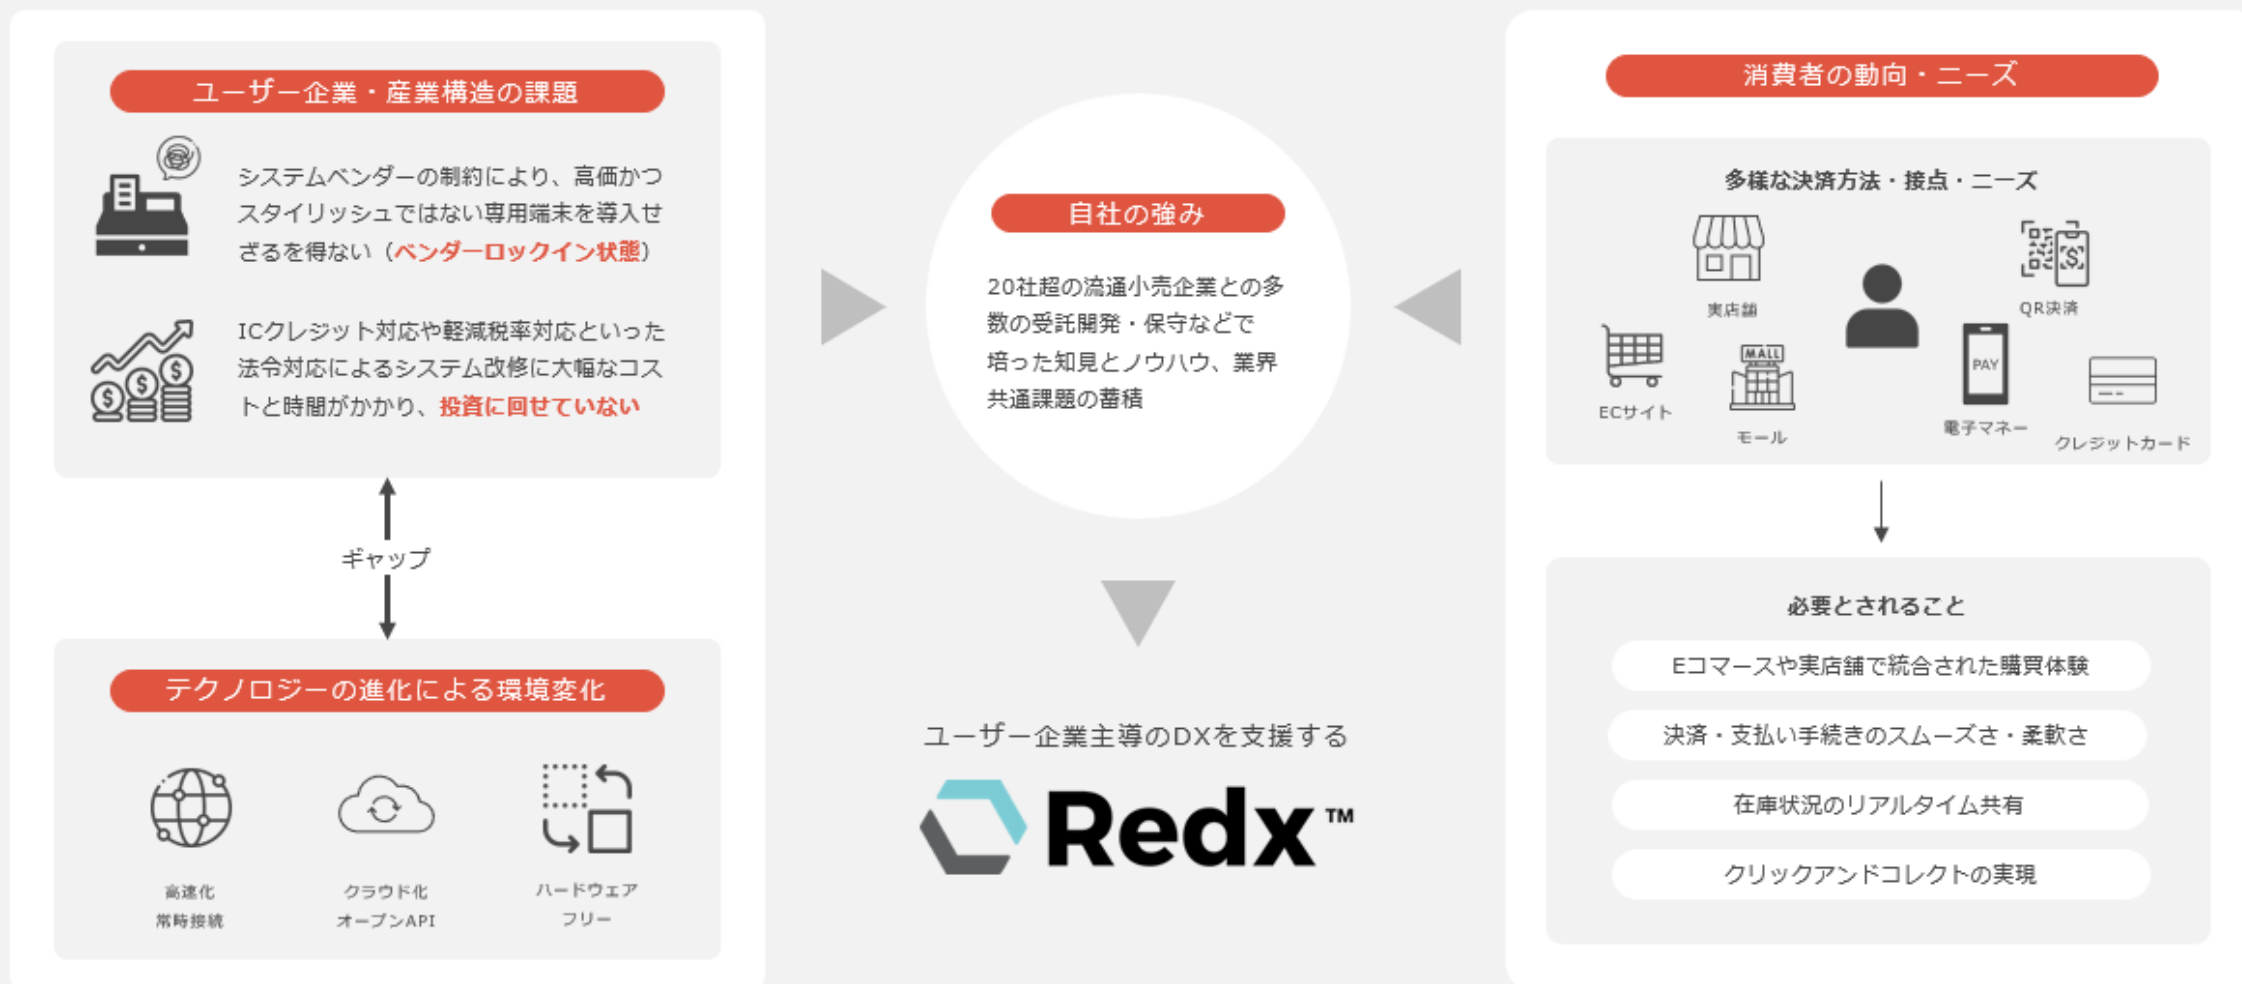 ユーザー企業・産業構造の課題
システムベンダーの制約により、高価かつ
スタイリッシュではない専用端末を導入せ
ざるを得ない（ベンダーロックイン状態）
ICクレジット対応や軽減税率対応といった
法令対応によるシステム改修に大幅なコス
トと時間がかかり、投資に回せていない
ギャップ
テクノロジーの進化による環境変化
高速化
常時接続
クラウド化
オープンAPI
ハードウェア
フリー
自社の強み
20社超の流通小売企業との多
数の受託開発・保守などで
培った知見とノウハウ、業界
共通課題の蓄積
ユーザー企業主導のDXを支援する
Redx™
消費者の動向・ニーズ
多様な決済方法・接点・ニーズ
実店舗
QR決済
ECサイト
MALL
モール
PAY
電子マネー
クレジットカード
必要とされること
Eコマースや実店舗で統合された購買体験
決済・支払い手続きのスムーズさ・柔軟さ
在庫状況のリアルタイム共有
クリックアンドコレクトの実現